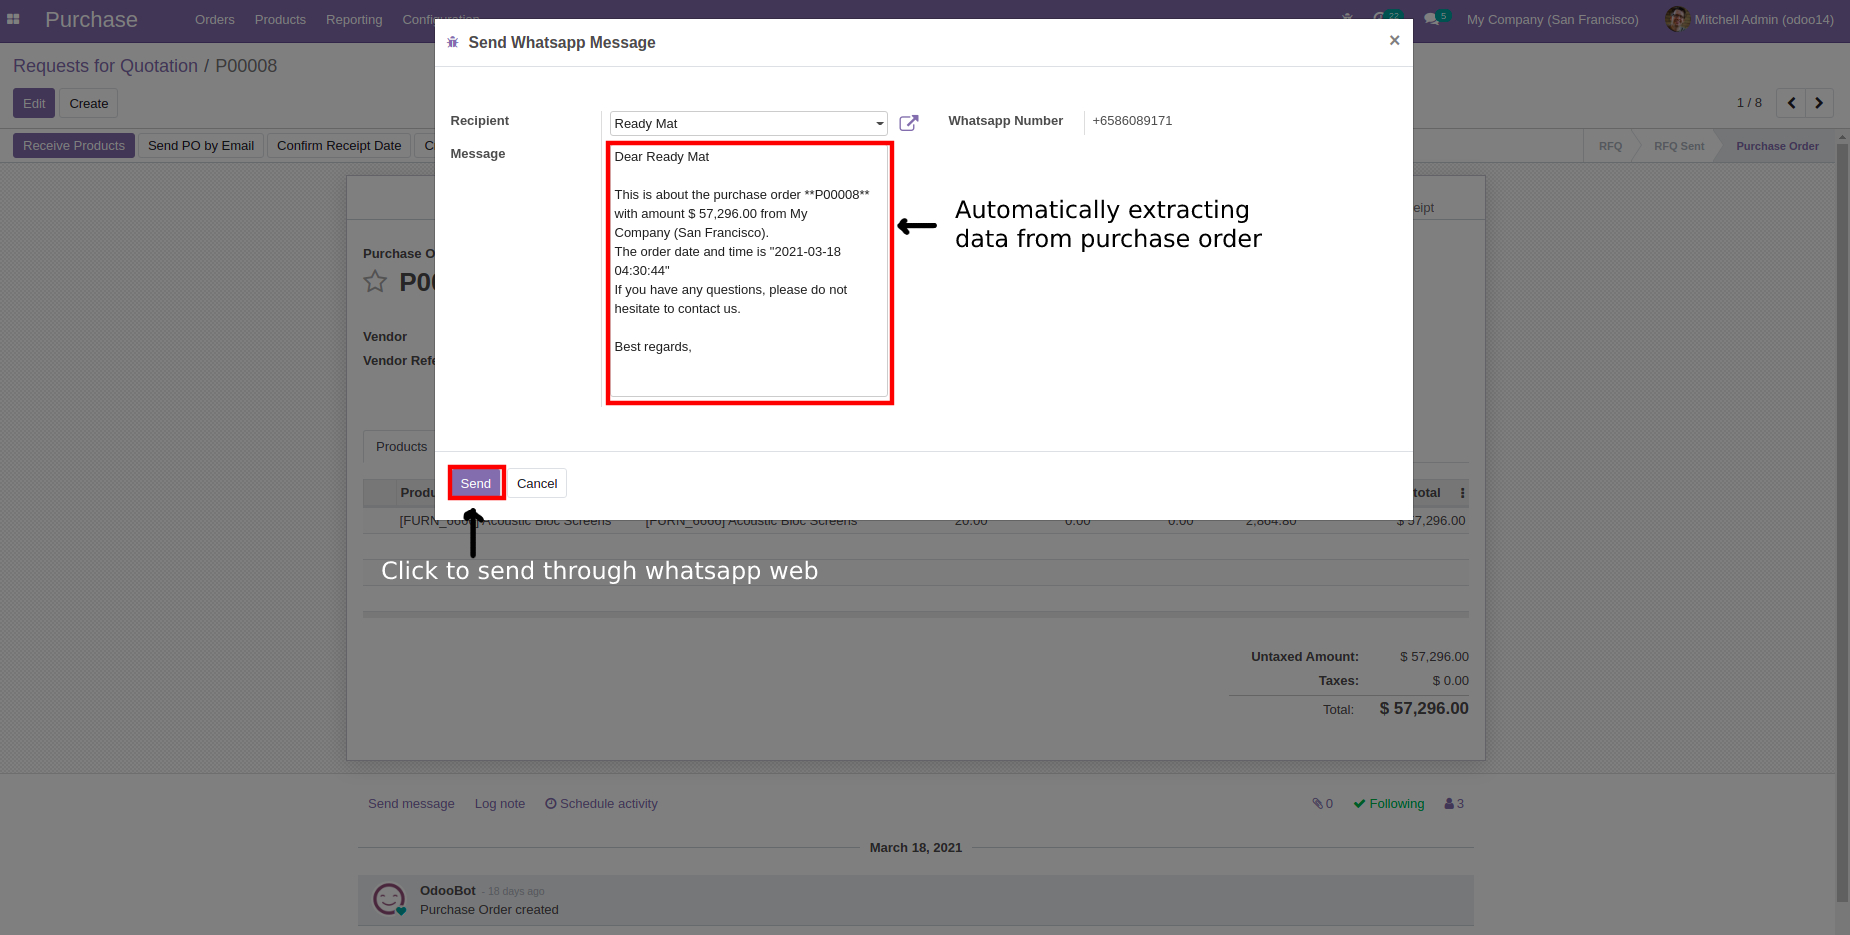 Purchase
Orders Products Reporting Configuration
22 5 My Company (San Francisco) Mitchell Admin (odoo14)
Requests for Quotation / P00008
Edit Create
1 / 8
Receive Products Send PO by Email Confirm Receipt Date
RFQ RFQ Sent Purchase Order
Send Whatsapp Message ×
Recipient Ready Mat
Whatsapp Number +6586089171
Message
Dear Ready Mat
This is about the purchase order **P00008**
with amount $ 57,296.00 from My
Company (San Francisco).
The order date and time is "2021-03-18
04:30:44"
If you have any questions, please do not
hesitate to contact us.
Best regards,
Automatically extracting
data from purchase order
Send Cancel
Click to send through whatsapp web
eipt
Purchase O
P00
Vendor
Vendor Refe
Products
Produ total
[FURN_6666] Acoustic Bloc Screens [FURN_6666] Acoustic Bloc Screens 20.00 0.00 0.00 2,864.80 $ 57,296.00
Untaxed Amount: $ 57,296.00
Taxes: $ 0.00
Total: $ 57,296.00
Send message Log note Schedule activity
0 Following 3
March 18, 2021
OdooBot - 18 days ago
Purchase Order created